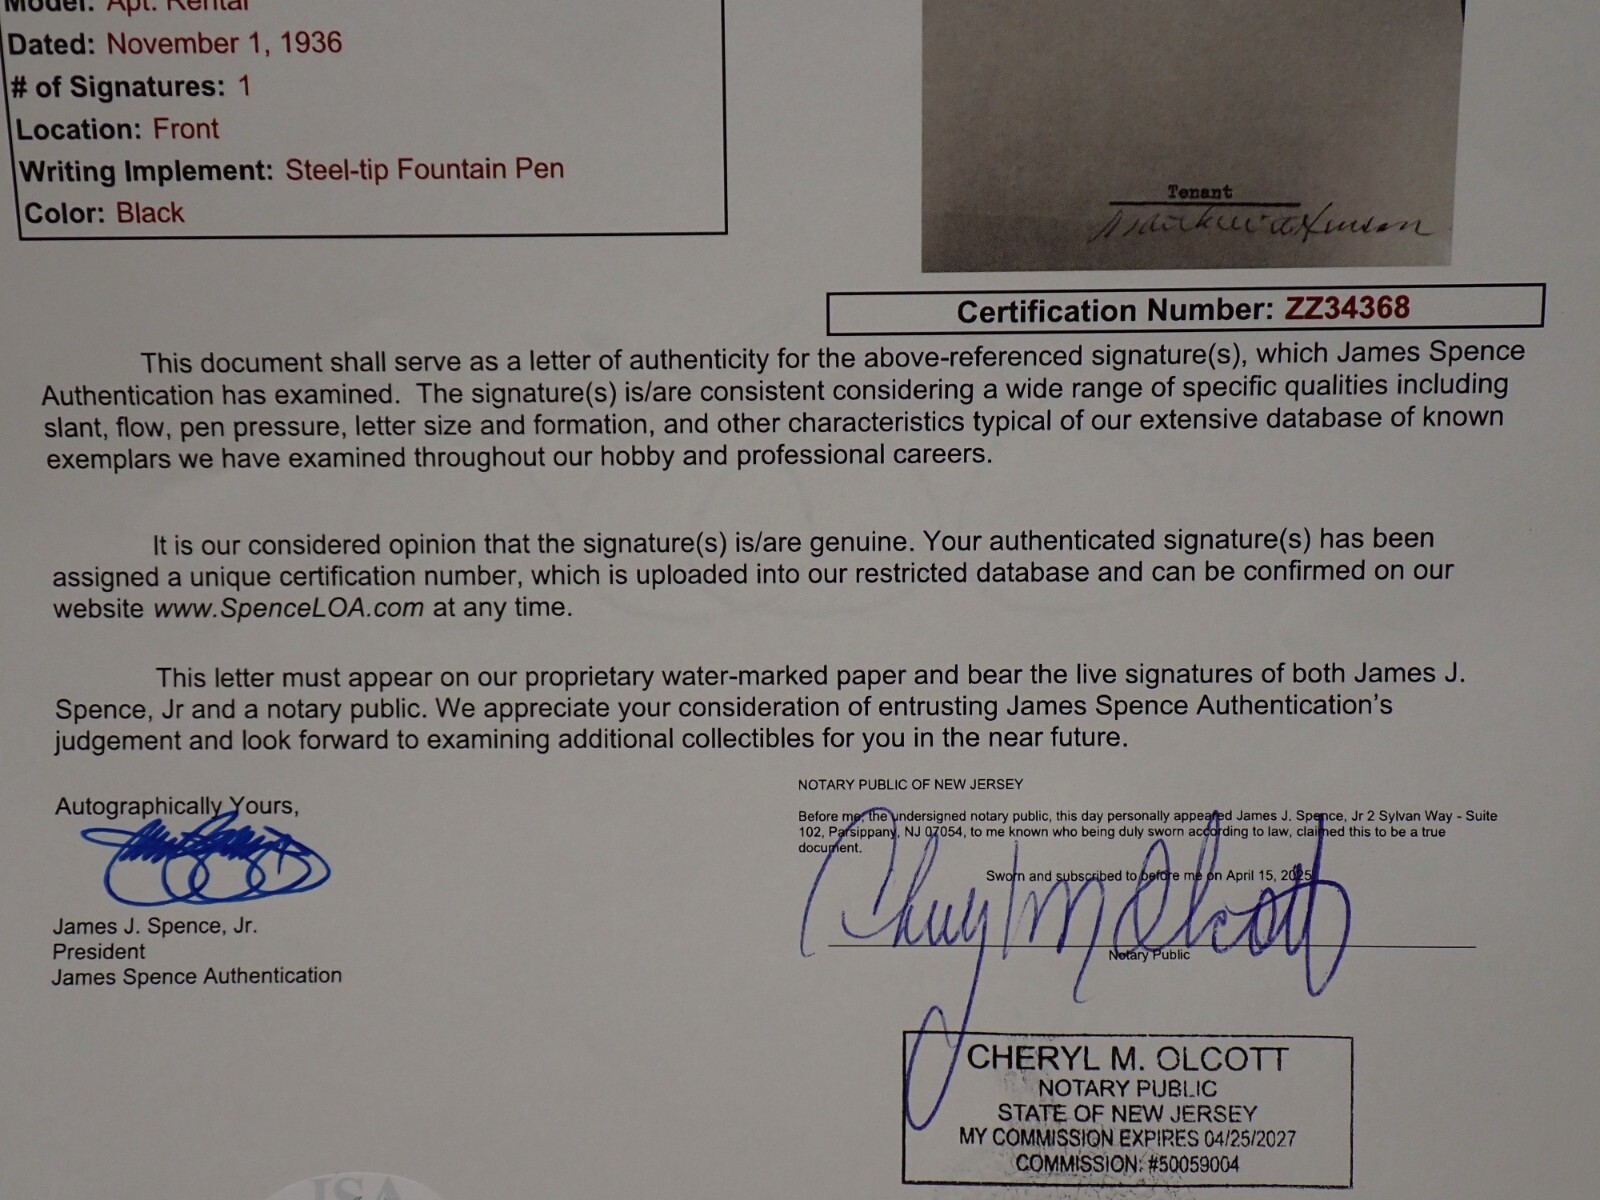 Model: Apt. Rental
Dated: November 1, 1936
# of Signatures: 1
Location: Front
Writing Implement: Steel-tip Fountain Pen
Color: Black
Tenant
Certification Number: ZZ34368
This document shall serve as a letter of authenticity for the above-referenced signature(s), which James Spence
Authentication has examined. The signature(s) is/are consistent considering a wide range of specific qualities including
slant, flow, pen pressure, letter size and formation, and other characteristics typical of our extensive database of known
exemplars we have examined throughout our hobby and professional careers.
It is our considered opinion that the signature(s) is/are genuine. Your authenticated signature(s) has been
assigned a unique certification number, which is uploaded into our restricted database and can be confirmed on our
website www.SpenceLOA.com at any time.
This letter must appear on our proprietary water-marked paper and bear the live signatures of both James J.
Spence, Jr and a notary public. We appreciate your consideration of entrusting James Spence Authentication's
judgement and look forward to examining additional collectibles for you in the near future.
Autographically Yours,
James J. Spence, Jr.
President
James Spence Authentication
NOTARY PUBLIC OF NEW JERSEY
Before me, the undersigned notary public, this day personally appeared James J. Spence, Jr 2 Sylvan Way - Suite
102, Parsippany, NJ 07054, to me known who being duly sworn according to law, claimed this to be a true
document.
Sworn and subscribed to before me on April 15, 2025
Cheryl M Olcott
Notary Public
CHERYL M. OLCOTT
NOTARY PUBLIC
STATE OF NEW JERSEY
MY COMMISSION EXPIRES 04/25/2027
COMMISSION: #50059004
JSA